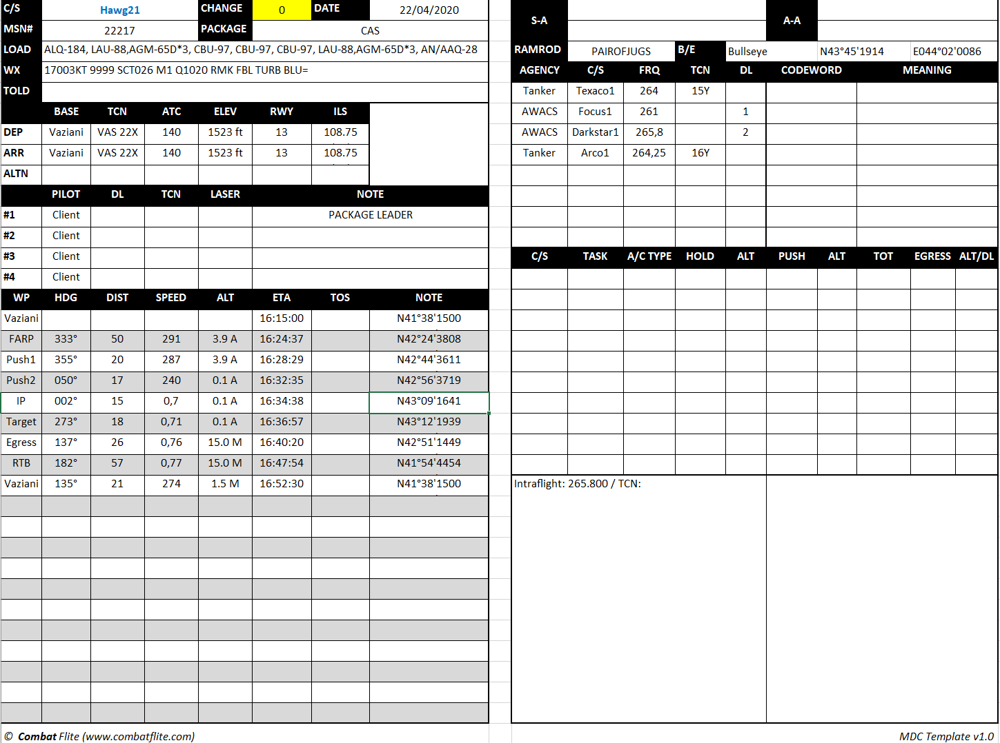 C/S Hawg21 CHANGE 0 DATE 22/04/2020
MSN# 22217 PACKAGE CAS
LOAD ALQ-184, LAU-88,AGM-65D*3, CBU-97, CBU-97, CBU-97, LAU-88,AGM-65D*3, AN/AAQ-28
WX 17003KT 9999 SCT026 M1 Q1020 RMK FBL TURB BLU=
TOLD
BASE TCN ATC ELEV RWY ILS
DEP Vaziani VAS 22X 140 1523 ft 13 108.75
ARR Vaziani VAS 22X 140 1523 ft 13 108.75
ALTN
PILOT DL TCN LASER NOTE
#1 Client PACKAGE LEADER
#2 Client
#3 Client
#4 Client
WP HDG DIST SPEED ALT ETA TOS NOTE
Vaziani 16:15:00 N41°38'1500
FARP 333° 50 291 3.9 A 16:24:37 N42°24'3808
Push1 355° 20 287 3.9 A 16:28:29 N42°44'3611
Push2 050° 17 240 0.1 A 16:32:35 N42°56'3719
IP 002° 15 0,7 0.1 A 16:34:38 N43°09'1641
Target 273° 18 0,71 0.1 A 16:36:57 N43°12'1939
Egress 137° 26 0,76 15.0 M 16:40:20 N42°51'1449
RTB 182° 57 0,77 15.0 M 16:47:54 N41°54'4454
Vaziani 135° 21 274 1.5 M 16:52:30 N41°38'1500
© Combat Flite (www.combatflite.com)
S-A A-A
RAMROD PAIROFJUGS B/E Bullseye N43°45'1914 E044°02'0086
AGENCY C/S FRQ TCN DL CODEWORD MEANING
Tanker Texaco1 264 15Y
AWACS Focus1 261 1
AWACS Darkstar1 265,8 2
Tanker Arco1 264,25 16Y
C/S TASK A/C TYPE HOLD ALT PUSH ALT TOT EGRESS ALT/DL
Intraflight: 265.800 / TCN:
MDC Template v1.0